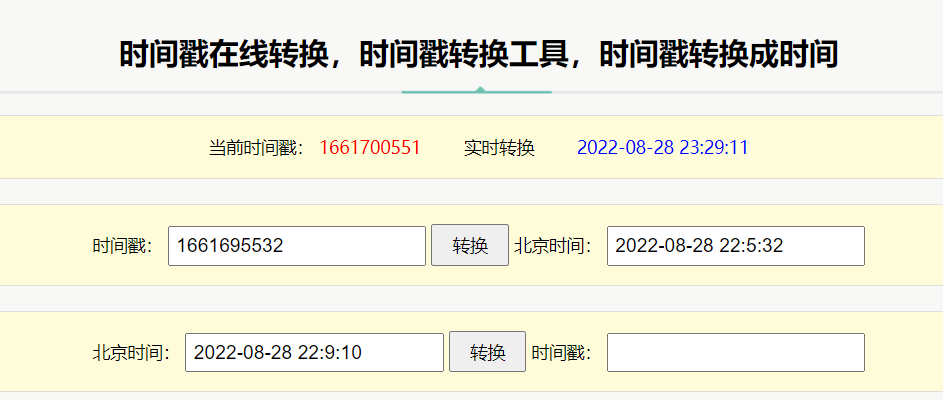 时间戳在线转换，时间戳转换工具，时间戳转换成时间
当前时间戳： 1661700551 实时转换 2022-08-28 23:29:11
时间戳： 1661695532 转换 北京时间： 2022-08-28 22:5:32
北京时间： 2022-08-28 22:9:10 转换 时间戳：